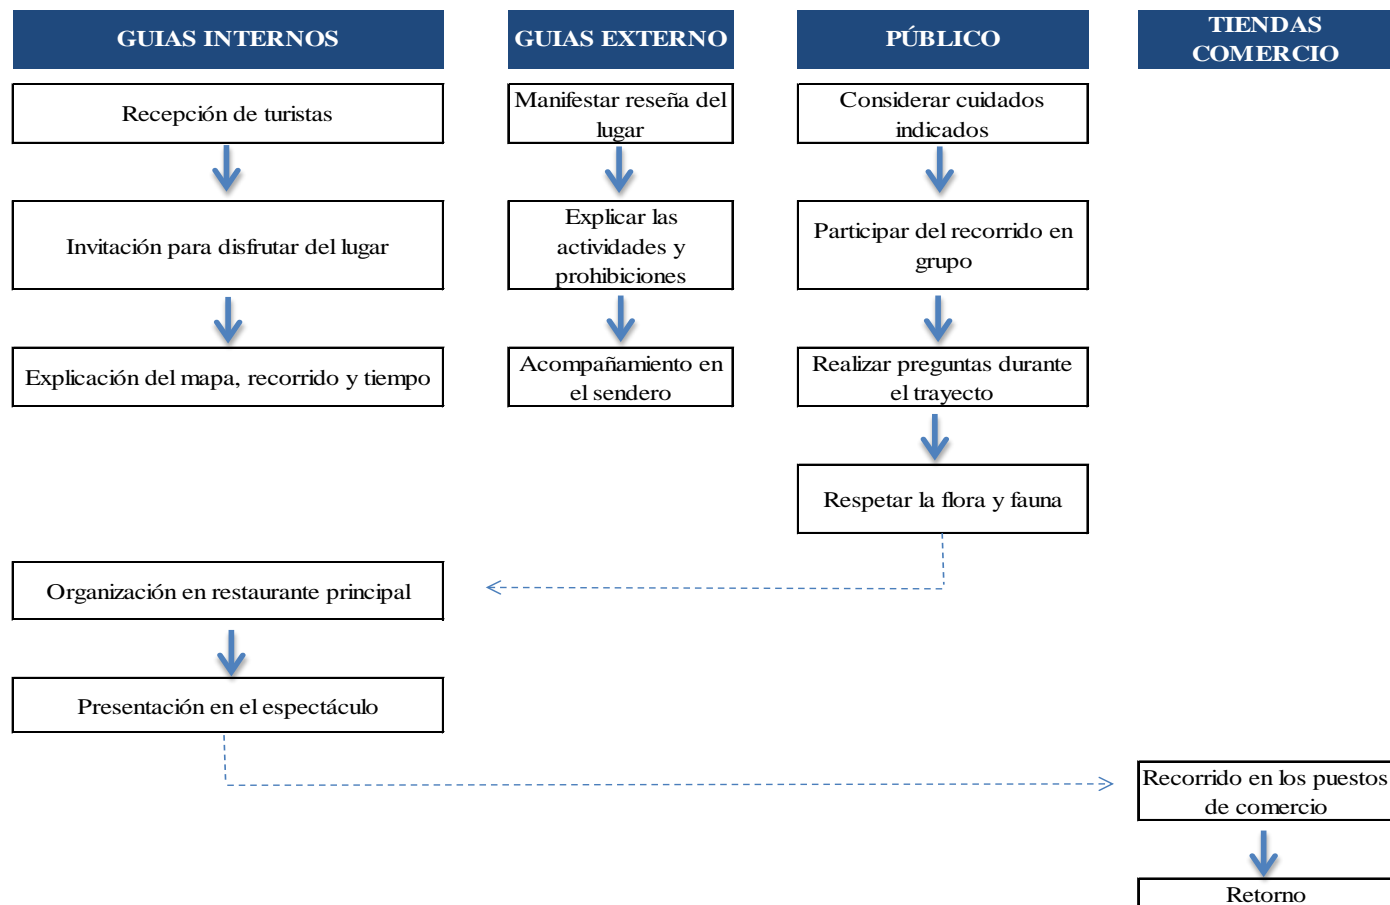 GUIAS INTERNOS
GUIAS EXTERNO
PÚBLICO
TIENDAS
COMERCIO
Recepción de turistas
Manifestar reseña del
lugar
Considerar cuidados
indicados
Invitación para disfrutar del lugar
Explicar las
actividades y
prohibiciones
Participar del recorrido en
grupo
Explicación del mapa, recorrido y tiempo
Acompañamiento en
el sendero
Realizar preguntas durante
el trayecto
Respetar la flora y fauna
Organización en restaurante principal
Presentación en el espectáculo
Recorrido en los puestos
de comercio
Retorno